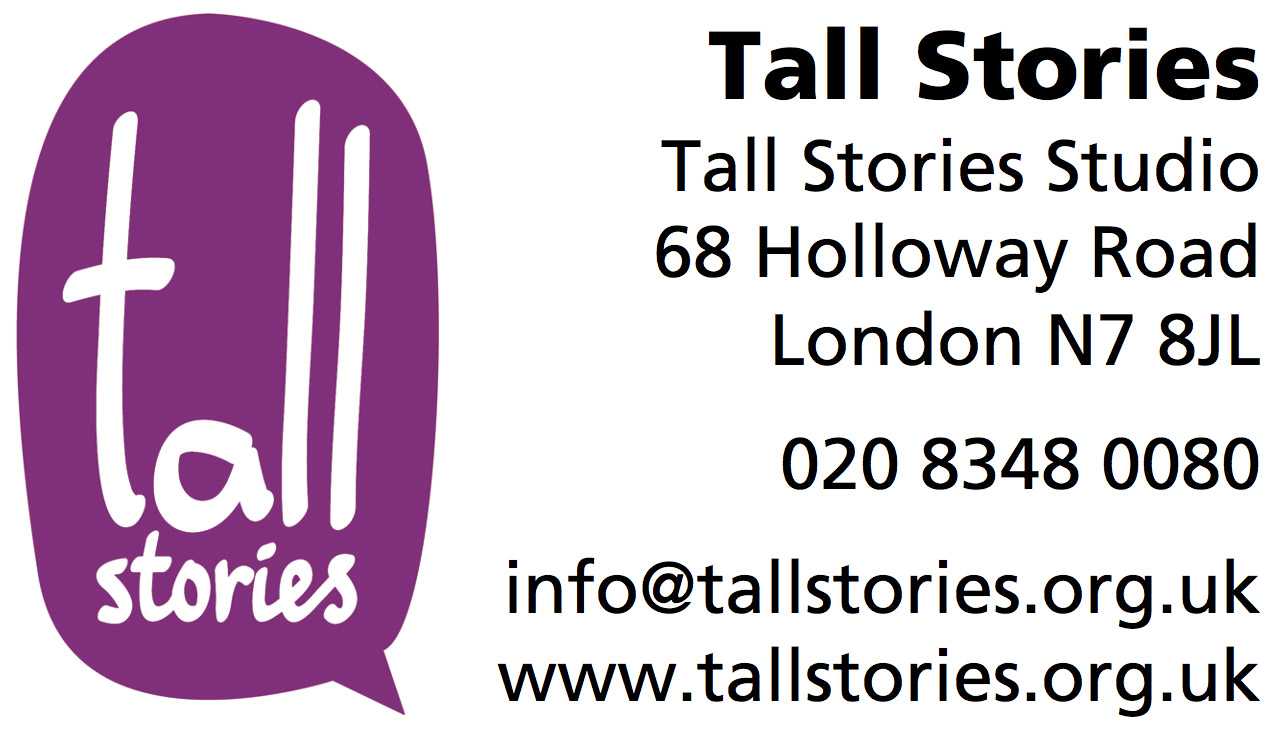 tall
stories
Tall Stories
Tall Stories Studio
68 Holloway Road
London N7 8JL
020 8348 0080
info@tallstories.org.uk
www.tallstories.org.uk